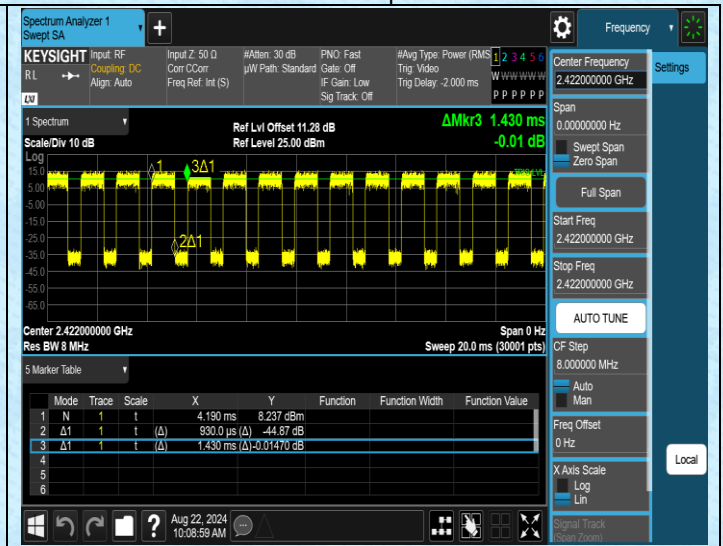 Spectrum Analyzer 1
Swept SA
Frequency
KEYSIGHT
RL
LXI
Input: RF
Coupling: DC
Align: Auto
Input Z: 50 Ω
Corr CCorr
Freq Ref: Int (S)
#Atten: 30 dB
µW Path: Standard
PNO: Fast
Gate: Off
IF Gain: Low
Sig Track: Off
#Avg Type: Power (RMS
Trig: Video
Trig Delay: -2.000 ms
1 2 3 4 5 6
W W W W W W
P P P P P P
1 Spectrum
Scale/Div 10 dB
Ref Lvl Offset 11.28 dB
Ref Level 25.00 dBm
ΔMkr3 1.430 ms
-0.01 dB
Log
15.0
5.00
-5.00
-15.0
-25.0
-35.0
-45.0
-55.0
-65.0
1
3Δ1
2Δ1
TRIG LVL
Center 2.422000000 GHz
Res BW 8 MHz
Span 0 Hz
Sweep 20.0 ms (30001 pts)
5 Marker Table
Mode Trace Scale X Y Function Function Width Function Value
1 N 1 t 4.190 ms 8.237 dBm
2 Δ1 1 t (Δ) 930.0 µs (Δ) -44.87 dB
3 Δ1 1 t (Δ) 1.430 ms (Δ) -0.01470 dB
4
5
6
Aug 22, 2024
10:08:59 AM
Center Frequency
2.422000000 GHz
Span
0.00000000 Hz
Swept Span
Zero Span
Full Span
Start Freq
2.422000000 GHz
Stop Freq
2.422000000 GHz
AUTO TUNE
CF Step
8.000000 MHz
Auto
Man
Freq Offset
0 Hz
X Axis Scale
Log
Lin
Signal Track
(Span Zoom)
Settings
Local